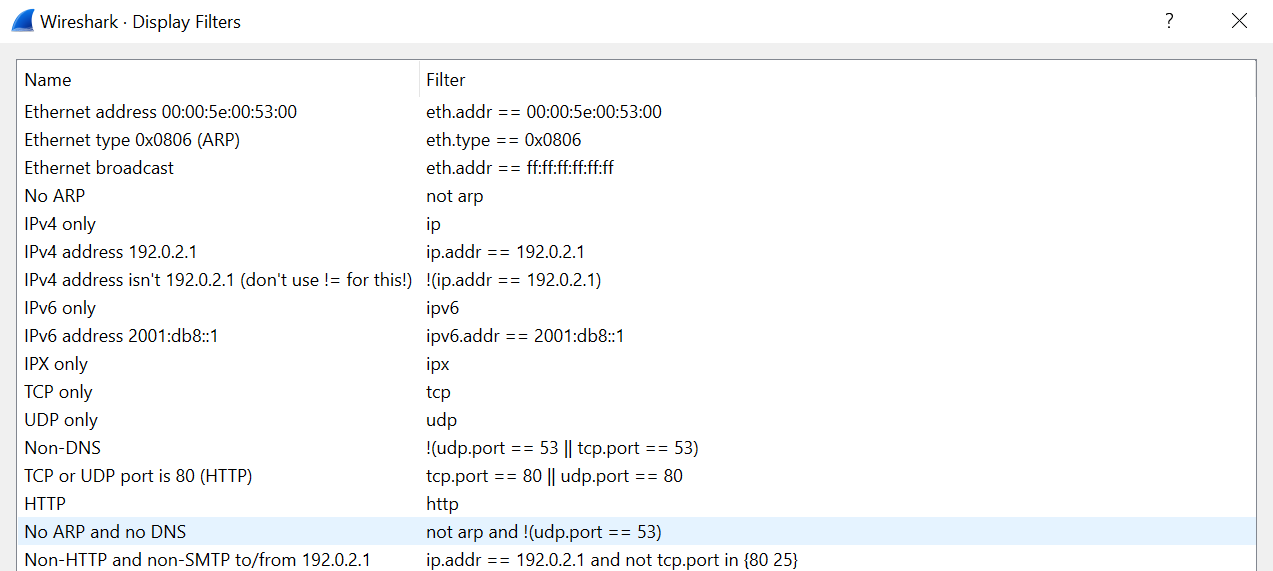 Wireshark · Display Filters ?
Name Filter
Ethernet address 00:00:5e:00:53:00 eth.addr == 00:00:5e:00:53:00
Ethernet type 0x0806 (ARP) eth.type == 0x0806
Ethernet broadcast eth.addr == ff:ff:ff:ff:ff:ff
No ARP not arp
IPv4 only ip
IPv4 address 192.0.2.1 ip.addr == 192.0.2.1
IPv4 address isn't 192.0.2.1 (don't use != for this!) !(ip.addr == 192.0.2.1)
IPv6 only ipv6
IPv6 address 2001:db8::1 ipv6.addr == 2001:db8::1
IPX only ipx
TCP only tcp
UDP only udp
Non-DNS !(udp.port == 53 || tcp.port == 53)
TCP or UDP port is 80 (HTTP) tcp.port == 80 || udp.port == 80
HTTP http
No ARP and no DNS not arp and !(udp.port == 53)
Non-HTTP and non-SMTP to/from 192.0.2.1 ip.addr == 192.0.2.1 and not tcp.port in {80 25}